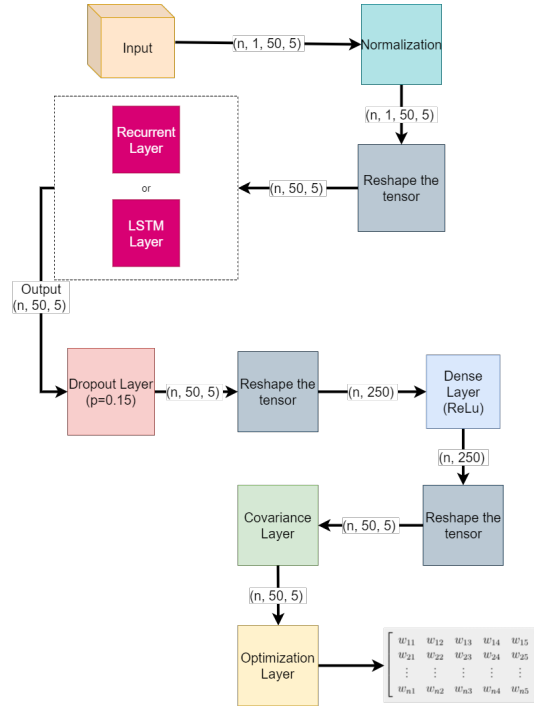 Input
(n, 1, 50, 5)
Normalization
(n, 1, 50, 5)
Reshape the
tensor
(n, 50, 5)
Recurrent
Layer
or
LSTM
Layer
Output
(n, 50, 5)
Dropout Layer
(p=0.15)
(n, 50, 5)
Reshape the
tensor
(n, 250)
Dense
Layer
(ReLu)
(n, 250)
Reshape the
tensor
(n, 50, 5)
Covariance
Layer
(n, 50, 5)
Optimization
Layer
w11 w12 w13 w14 w15
w21 w22 w23 w24 w25
⋮ ⋮ ⋮ ⋮ ⋮
wn1 wn2 wn3 wn4 wn5